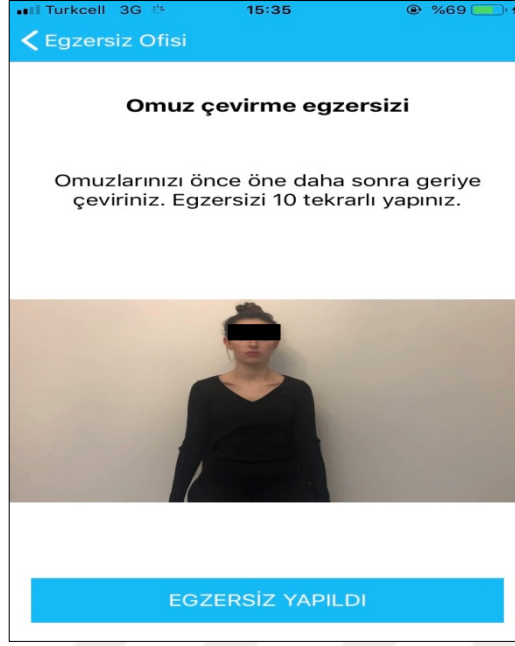 Turkcell 3G 15:35 %69
Egzersiz Ofisi
Omuz çevirme egzersizi
Omuzlarınızı önce öne daha sonra geriye
çeviriniz. Egzersizi 10 tekrarlı yapınız.
EGZERSİZ YAPILDI